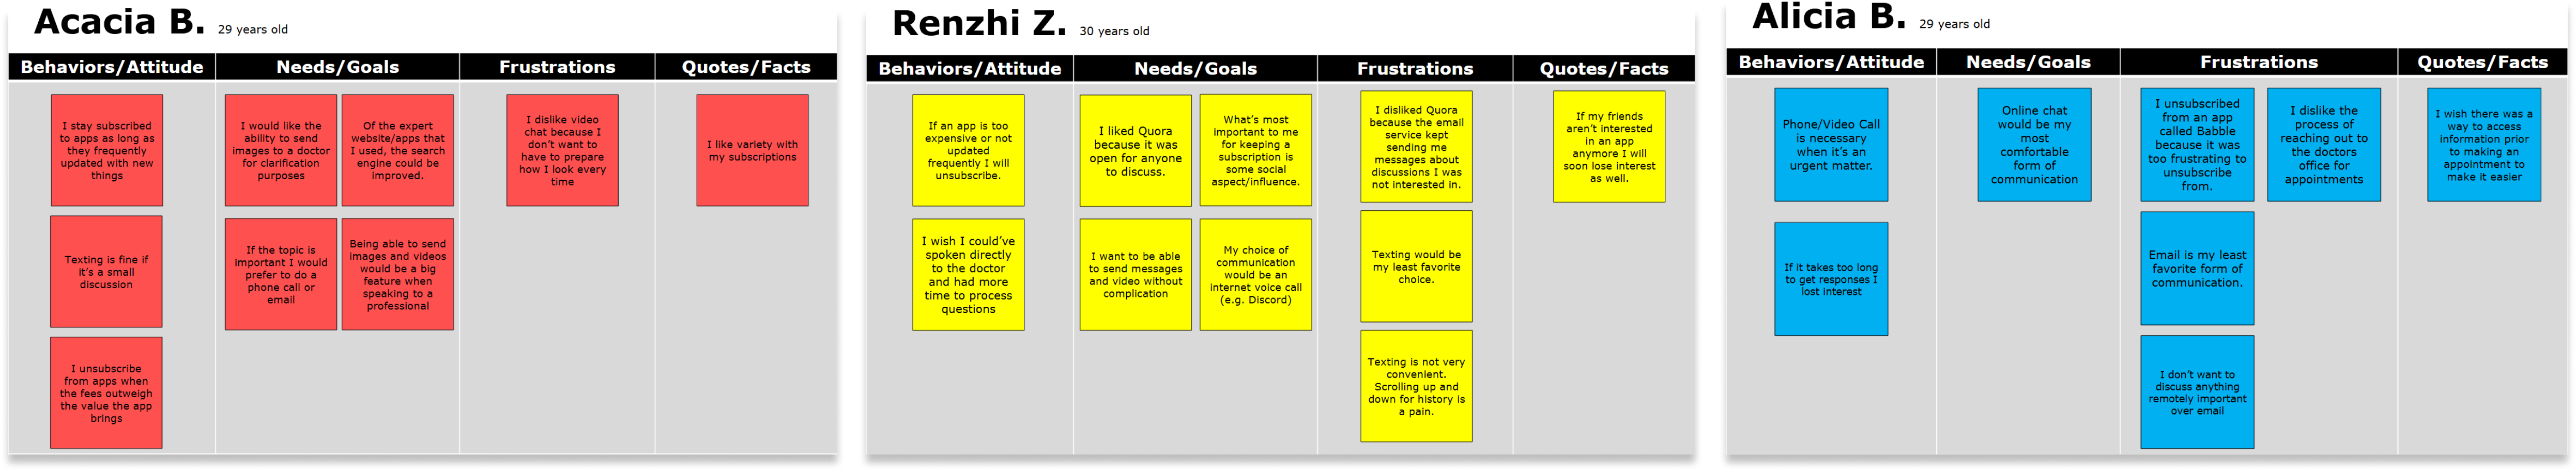 Acacia B. 29 years old
Behaviors/Attitude
Needs/Goals
Frustrations
Quotes/Facts
I stay subscribed
to apps as long as
they frequently
updated with new
things
Texting is fine if
it's a small
discussion
I unsubscribe
from apps when
the fees outweigh
the value the app
brings
I would like the
ability to send
images to a doctor
for clarification
purposes
Of the expert
website/apps that
I used, the search
engine could be
improved.
If the topic is
important I would
prefer to do a
phone call or
email
Being able to send
images and videos
would be a big
feature when
speaking to a
professional
I dislike video
chat because I
don't want to
have to prepare
how I look every
time
I like variety with
my subscriptions
Renzhi Z. 30 years old
Behaviors/Attitude
Needs/Goals
Frustrations
Quotes/Facts
If an app is too
expensive or not
updated
frequently I will
unsubscribe.
I wish I could've
spoken directly
to the doctor
and had more
time to process
questions
I liked Quora
because it was
open for anyone
to discuss.
What's most
important to me
for keeping a
subscription is
some social
aspect/influence.
I want to be able
to send messages
and video without
complication
My choice of
communication
would be an
internet voice call
(e.g. Discord)
I disliked Quora
because the email
service kept
sending me
messages about
discussions I was
not interested in.
Texting would be
my least favorite
choice.
Texting is not very
convenient.
Scrolling up and
down for history is
a pain.
If my friends
aren't interested
in an app
anymore I will
soon lose interest
as well.
Alicia B. 29 years old
Behaviors/Attitude
Needs/Goals
Frustrations
Quotes/Facts
Phone/Video Call
is necessary
when it's an
urgent matter.
If it takes too long
to get responses I
lost interest
Online chat
would be my
most
comfortable
form of
communication
I unsubscribed
from an app
called Babble
because it was
too frustrating to
unsubscribe
from.
I dislike the
process of
reaching out to
the doctors
office for
appointments
Email is my least
favorite form of
communication.
I don't want to
discuss anything
remotely important
over email
I wish there was a
way to access
information prior
to making an
appointment to
make it easier